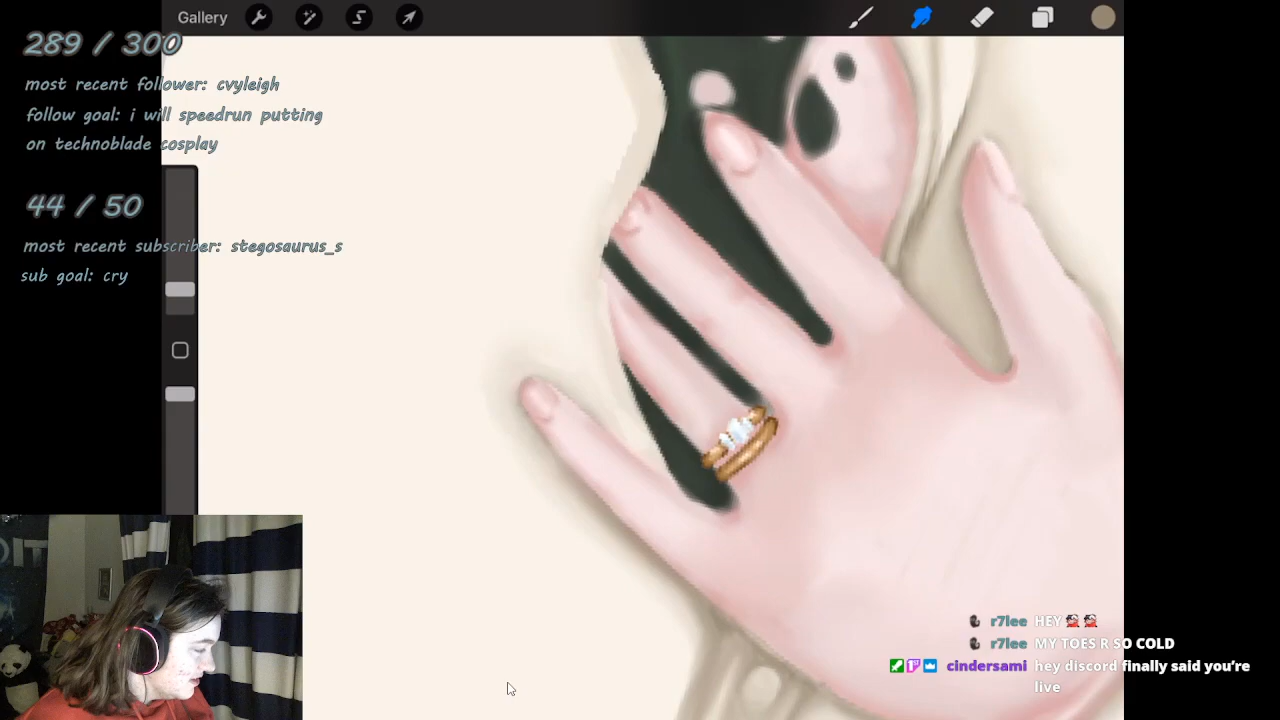 Gallery
289 / 300
most recent follower: cvyleigh
follow goal: i will speedrun putting
on technoblade cosplay
44 / 50
most recent subscriber: stegosaurus_s
sub goal: cry
r7lee HEY
r7lee MY TOES R SO COLD
cindersami hey discord finally said you're
live